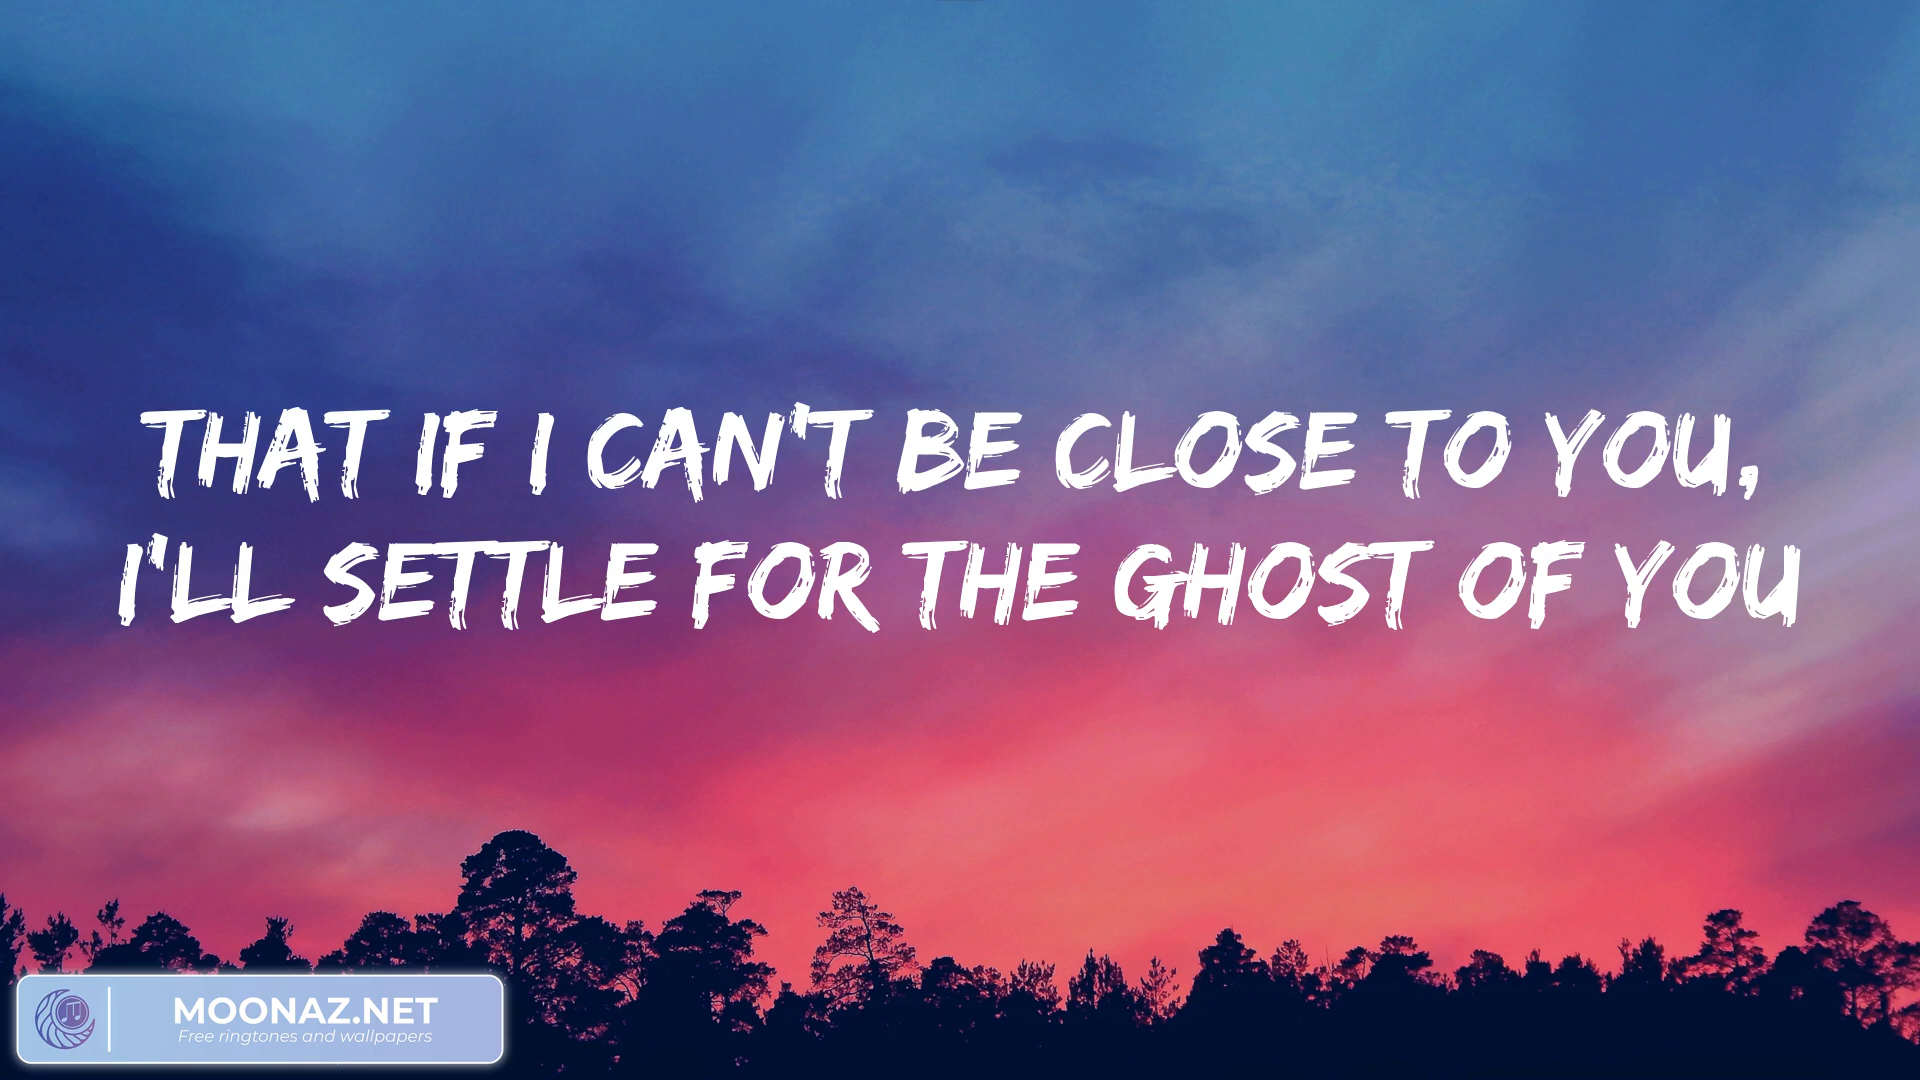 THAT IF I CAN'T BE CLOSE TO YOU,
I'LL SETTLE FOR THE GHOST OF YOU
MOONAZ.NET
Free ringtones and wallpapers